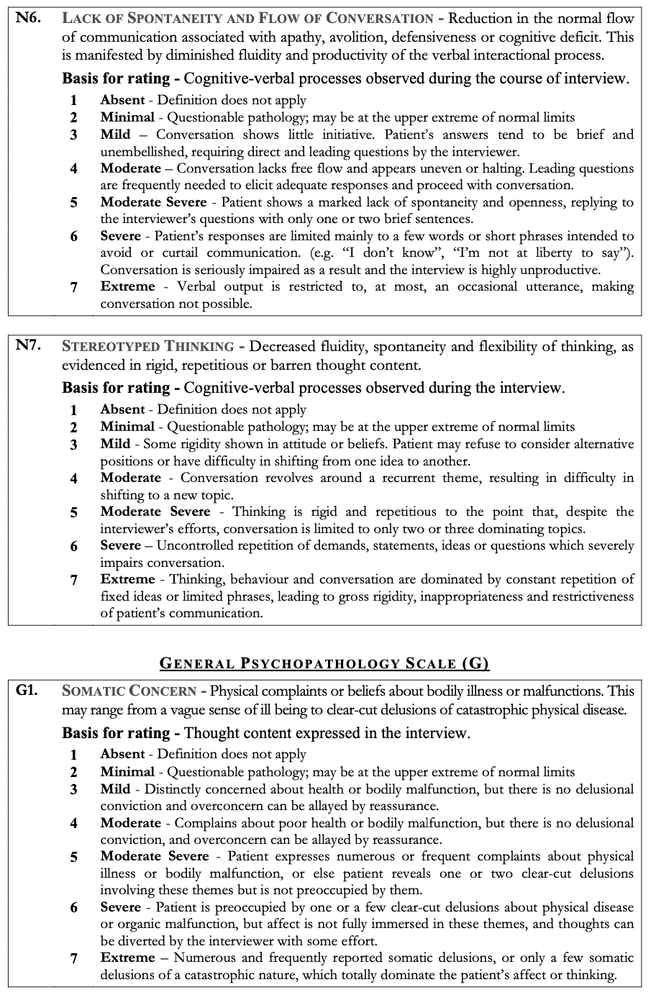 N6. LACK OF SPONTANEITY AND FLOW OF CONVERSATION - Reduction in the normal flow
of communication associated with apathy, avolition, defensiveness or cognitive deficit. This
is manifested by diminished fluidity and productivity of the verbal interactional process.
Basis for rating - Cognitive-verbal processes observed during the course of interview.
1 Absent - Definition does not apply
2 Minimal - Questionable pathology; may be at the upper extreme of normal limits
3 Mild – Conversation shows little initiative. Patient’s answers tend to be brief and
unembellished, requiring direct and leading questions by the interviewer.
4 Moderate – Conversation lacks free flow and appears uneven or halting. Leading questions
are frequently needed to elicit adequate responses and proceed with conversation.
5 Moderate Severe - Patient shows a marked lack of spontaneity and openness, replying to
the interviewer’s questions with only one or two brief sentences.
6 Severe - Patient’s responses are limited mainly to a few words or short phrases intended to
avoid or curtail communication. (e.g. “I don’t know”, “I’m not at liberty to say”).
Conversation is seriously impaired as a result and the interview is highly unproductive.
7 Extreme - Verbal output is restricted to, at most, an occasional utterance, making
conversation not possible.
N7. STEREOTYPED THINKING - Decreased fluidity, spontaneity and flexibility of thinking, as
evidenced in rigid, repetitious or barren thought content.
Basis for rating - Cognitive-verbal processes observed during the interview.
1 Absent - Definition does not apply
2 Minimal - Questionable pathology; may be at the upper extreme of normal limits
3 Mild - Some rigidity shown in attitude or beliefs. Patient may refuse to consider alternative
positions or have difficulty in shifting from one idea to another.
4 Moderate - Conversation revolves around a recurrent theme, resulting in difficulty in
shifting to a new topic.
5 Moderate Severe - Thinking is rigid and repetitious to the point that, despite the
interviewer’s efforts, conversation is limited to only two or three dominating topics.
6 Severe – Uncontrolled repetition of demands, statements, ideas or questions which severely
impairs conversation.
7 Extreme - Thinking, behaviour and conversation are dominated by constant repetition of
fixed ideas or limited phrases, leading to gross rigidity, inappropriateness and restrictiveness
of patient’s communication.
GENERAL PSYCHOPATHOLOGY SCALE (G)
G1. SOMATIC CONCERN - Physical complaints or beliefs about bodily illness or malfunctions. This
may range from a vague sense of ill being to clear-cut delusions of catastrophic physical disease.
Basis for rating - Thought content expressed in the interview.
1 Absent - Definition does not apply
2 Minimal - Questionable pathology; may be at the upper extreme of normal limits
3 Mild - Distinctly concerned about health or bodily malfunction, but there is no delusional
conviction and overconcern can be allayed by reassurance.
4 Moderate - Complains about poor health or bodily malfunction, but there is no delusional
conviction, and overconcern can be allayed by reassurance.
5 Moderate Severe - Patient expresses numerous or frequent complaints about physical
illness or bodily malfunction, or else patient reveals one or two clear-cut delusions
involving these themes but is not preoccupied by them.
6 Severe - Patient is preoccupied by one or a few clear-cut delusions about physical disease
or organic malfunction, but affect is not fully immersed in these themes, and thoughts can
be diverted by the interviewer with some effort.
7 Extreme – Numerous and frequently reported somatic delusions, or only a few somatic
delusions of a catastrophic nature, which totally dominate the patient’s affect or thinking.